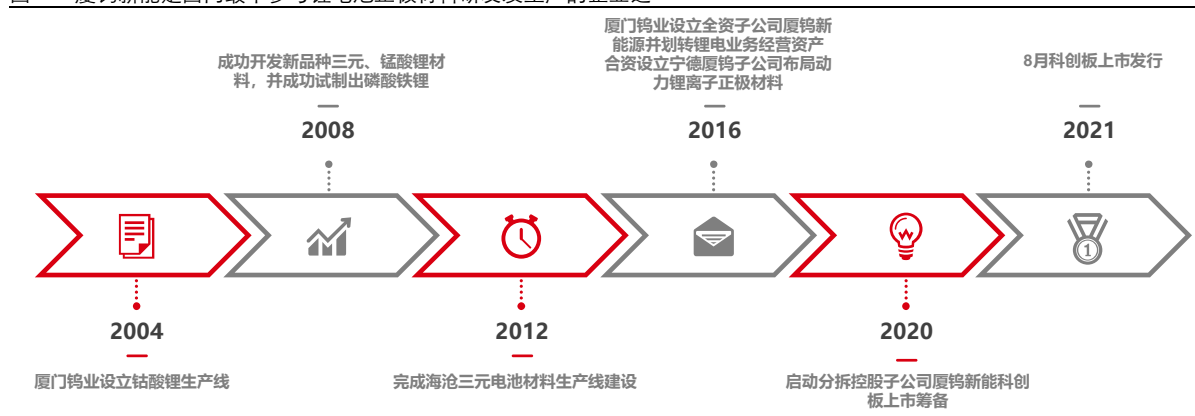 厦门钨业设立全资子公司厦钨新
能源并划转锂电业务经营资产
合资设立宁德厦钨子公司布局动
力锂离子正极材料
成功开发新品种三元、锰酸锂材
料，并成功试制出磷酸铁锂
8月科创板上市发行
2008
2016
2021
1
2004
2012
2020
厦门钨业设立钴酸锂生产线
完成海沧三元电池材料生产线建设
启动分拆控股子公司厦钨新能源科创
板上市筹备